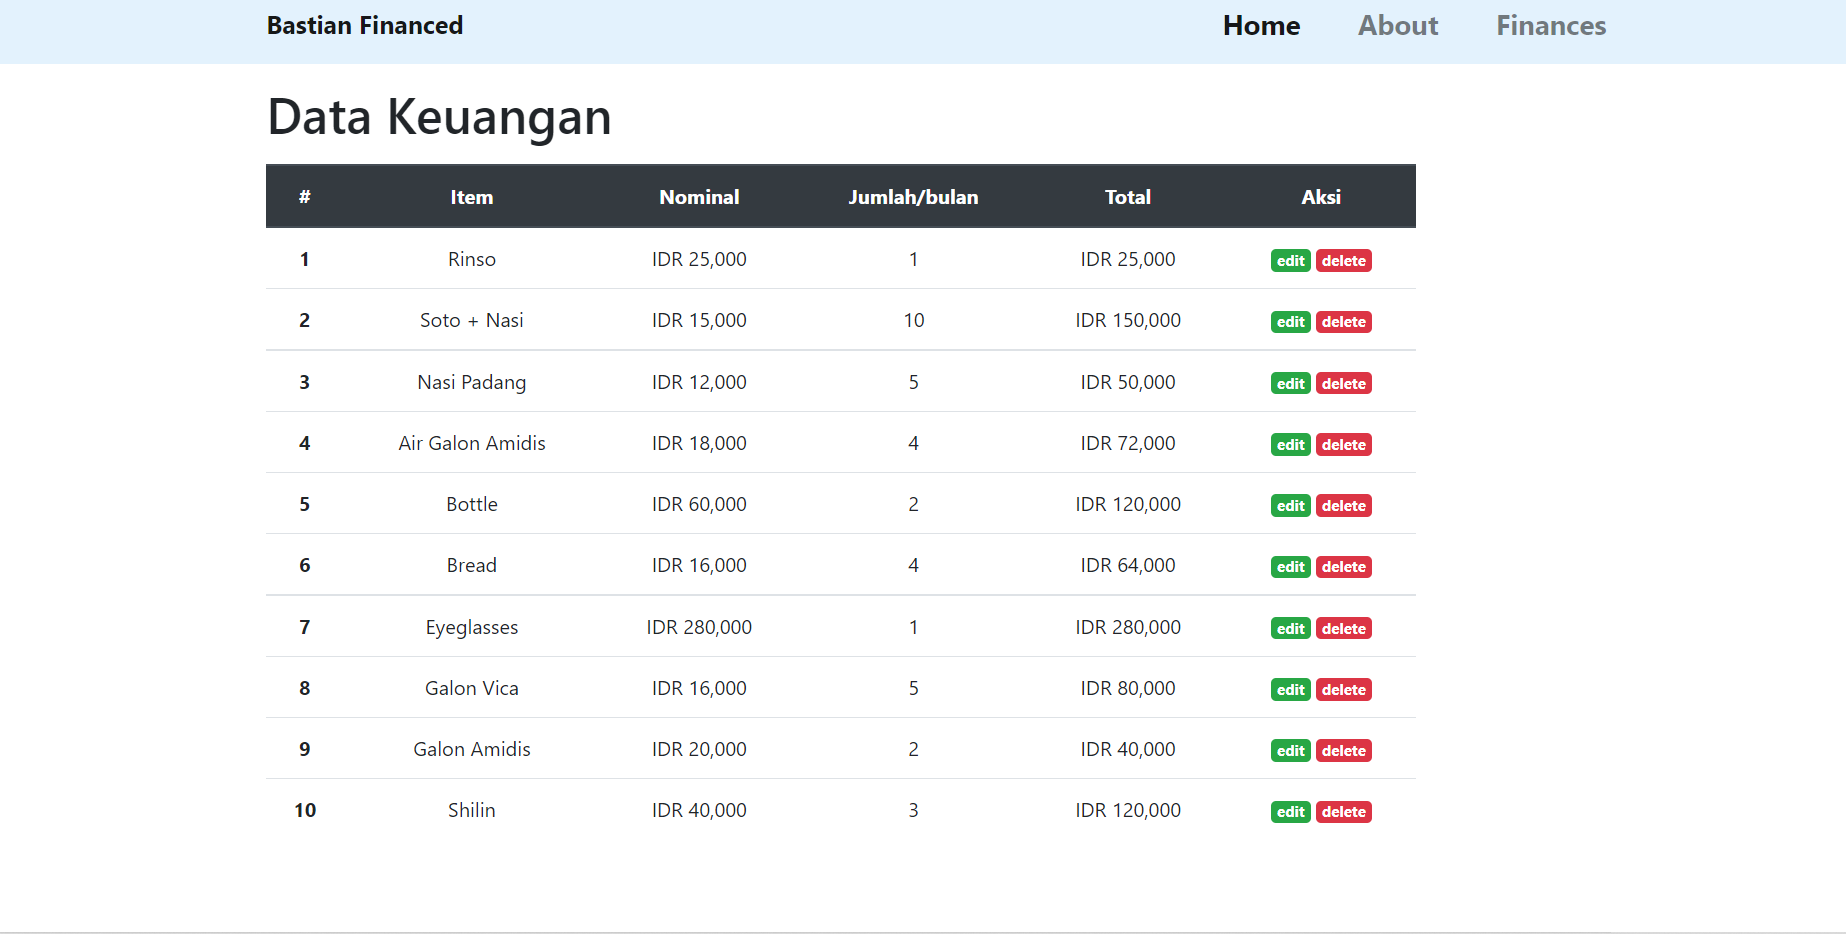 Bastian Financed Home About Finances
Data Keuangan
# Item Nominal Jumlah/bulan Total Aksi
1 Rinso IDR 25,000 1 IDR 25,000 edit delete
2 Soto + Nasi IDR 15,000 10 IDR 150,000 edit delete
3 Nasi Padang IDR 12,000 5 IDR 50,000 edit delete
4 Air Galon Amidis IDR 18,000 4 IDR 72,000 edit delete
5 Bottle IDR 60,000 2 IDR 120,000 edit delete
6 Bread IDR 16,000 4 IDR 64,000 edit delete
7 Eyeglasses IDR 280,000 1 IDR 280,000 edit delete
8 Galon Vica IDR 16,000 5 IDR 80,000 edit delete
9 Galon Amidis IDR 20,000 2 IDR 40,000 edit delete
10 Shilin IDR 40,000 3 IDR 120,000 edit delete